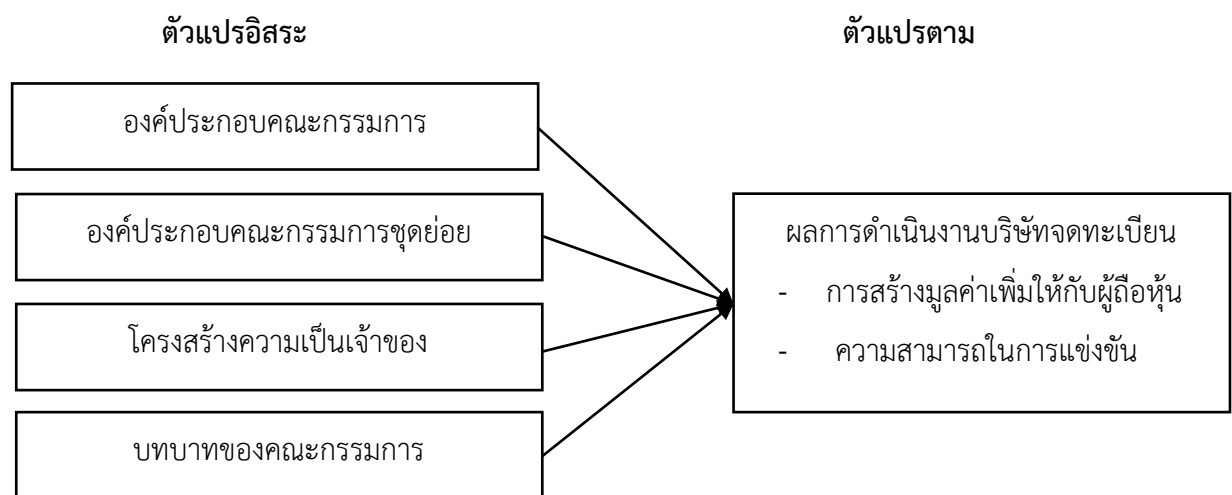 ตัวแปรอิสระ
ตัวแปรตาม
องค์ประกอบคณะกรรมการ
องค์ประกอบคณะกรรมการชุดย่อย
โครงสร้างความเป็นเจ้าของ
บทบาทของคณะกรรมการ
ผลการดำเนินงานบริษัทจดทะเบียน
- การสร้างมูลค่าเพิ่มให้กับผู้ถือหุ้น
- ความสามารถในการแข่งขัน